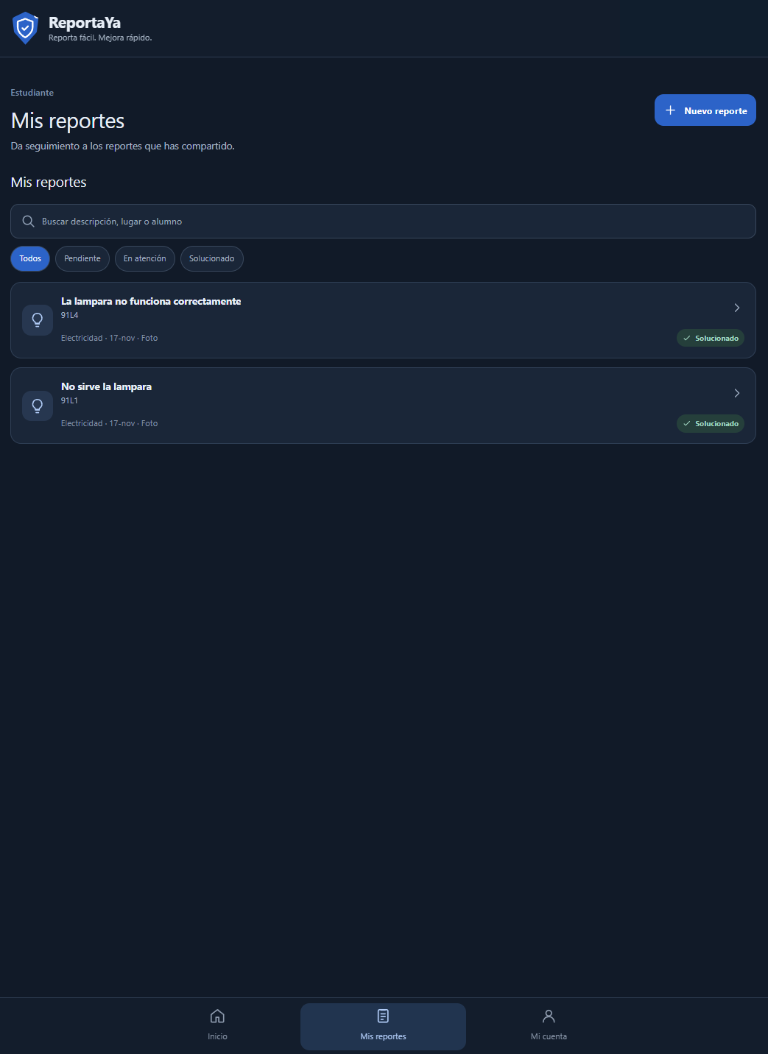 ReportaYa
Reporta fácil. Mejora rápido.
Estudiante
Mis reportes
Da seguimiento a los reportes que has compartido.
Nuevo reporte
Mis reportes
Buscar descripción, lugar o alumno
Todos
Pendiente
En atención
Solucionado
La lampara no funciona correctamente
91L4
Electricidad · 17-nov · Foto
Solucionado
No sirve la lampara
91L1
Electricidad · 17-nov · Foto
Solucionado
Inicio
Mis reportes
Mi cuenta